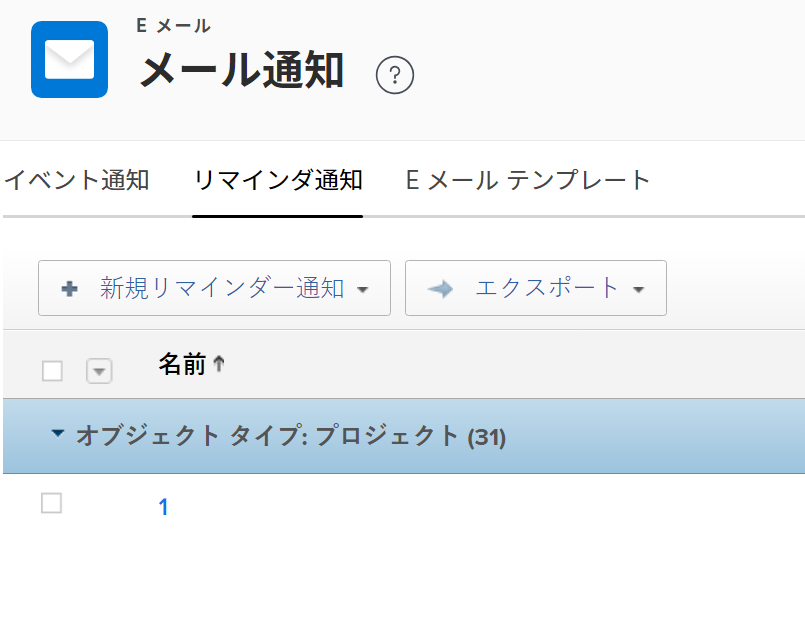 E メール
メール通知 ?
イベント通知 リマインダ通知 E メール テンプレート
新規リマインダー通知 エクスポート
名前
オブジェクト タイプ: プロジェクト (31)
1